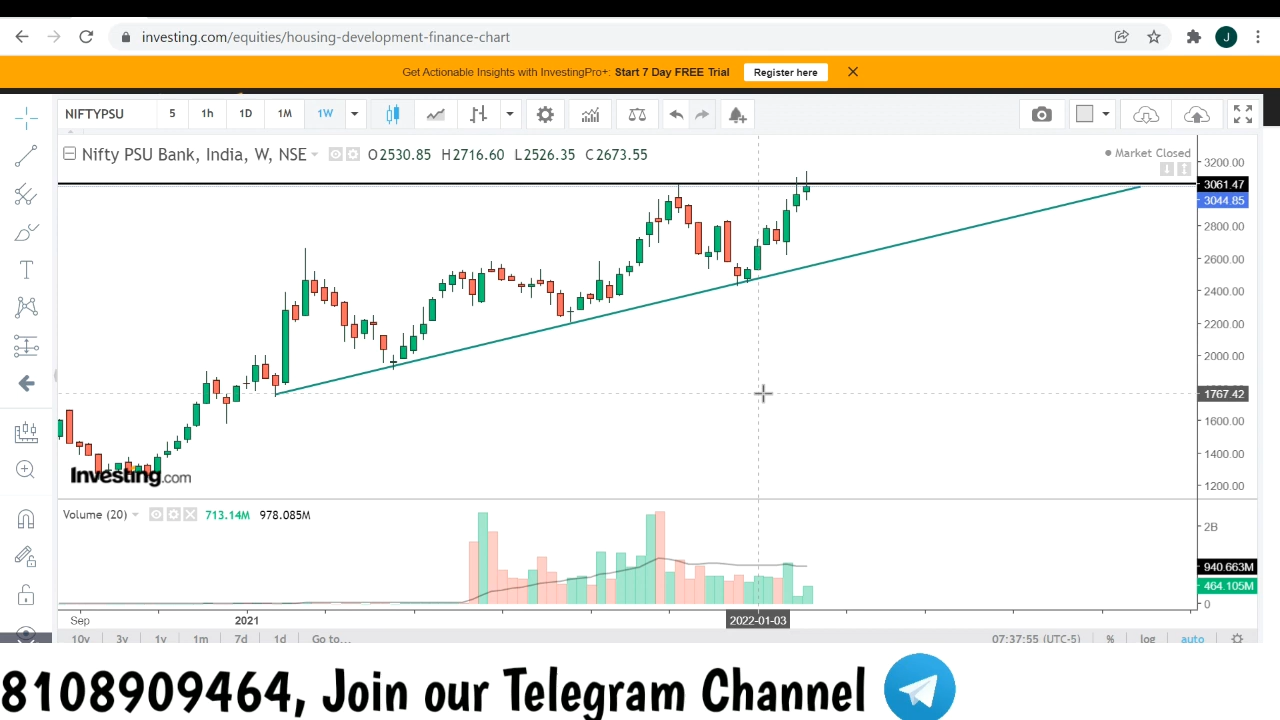 investing.com/equities/housing-development-finance-chart
J
Get Actionable Insights with InvestingPro+: Start 7 Day FREE Trial
Register here
NIFTYPSU 5 1h 1D 1M 1W
Nifty PSU Bank, India, W, NSE O2530.85 H2716.60 L2526.35 C2673.55
Market Closed
3200.00
3061.47
3044.85
2800.00
2600.00
2400.00
2200.00
2000.00
1767.42
1600.00
1400.00
1200.00
Investing.com
Volume (20) 713.14M 978.085M
2B
940.663M
464.105M
0
Sep 2021 2022-01-03
10y 3y 1y 1m 7d 1d Go to... 07:37:55 (UTC-5) % log auto
8108909464, Join our Telegram Channel